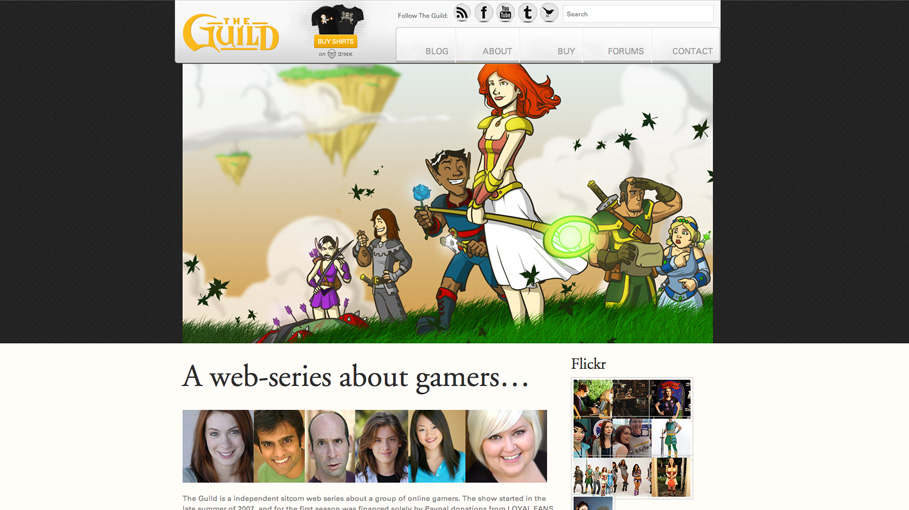 THE
GUILD
BUY SHIRTS
on JINX
Follow The Guild:
You
Tube
Search
BLOG
ABOUT
BUY
FORUMS
CONTACT
A web-series about gamers…
Flickr
The Guild is a independent sitcom web series about a group of online gamers. The show started in the
late summer of 2007, and for the first season was financed solely by Paypal donations from LOYAL FANS